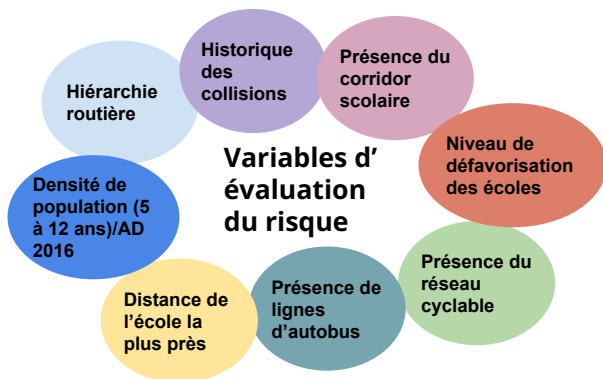 Variables d’
évaluation
du risque
Historique
des
collisions
Présence du
corridor
scolaire
Niveau de
défavorisation
des écoles
Présence du
réseau
cyclable
Présence de
lignes
d’autobus
Distance de
l’école la
plus près
Densité de
population (5
à 12 ans)/AD
2016
Hiérarchie
routière